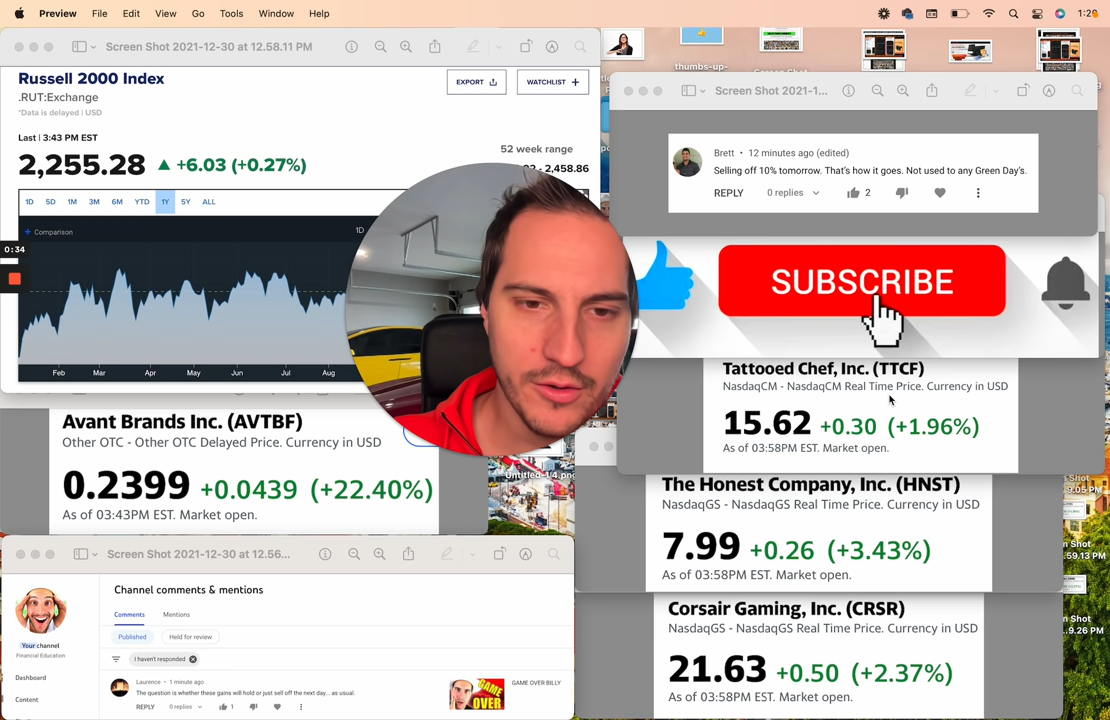 Preview File Edit View Go Tools Window Help
Screen Shot 2021-12-30 at 12.58.11 PM
Russell 2000 Index
.RUT:Exchange
*Data is delayed | USD
EXPORT
WATCHLIST +
Last | 3:43 PM EST
2,255.28 +6.03 (+0.27%)
52 week range
2,458.86
1D 5D 1M 3M 6M YTD 1Y 5Y ALL
+ Comparison
1D
0:34
Feb Mar Apr May Jun Jul Aug
thumbs-up-
Screen Shot 2021-1...
Brett • 12 minutes ago (edited)
Selling off 10% tomorrow. That's how it goes. Not used to any Green Day's.
REPLY 0 replies 2
SUBSCRIBE
Tattooed Chef, Inc. (TTCF)
NasdaqCM - NasdaqCM Real Time Price. Currency in USD
15.62 +0.30 (+1.96%)
As of 03:58PM EST. Market open.
Avant Brands Inc. (AVTBF)
Other OTC - Other OTC Delayed Price. Currency in USD
0.2399 +0.0439 (+22.40%)
As of 03:43PM EST. Market open.
The Honest Company, Inc. (HNST)
NasdaqGS - NasdaqGS Real Time Price. Currency in USD
7.99 +0.26 (+3.43%)
As of 03:58PM EST. Market open.
Corsair Gaming, Inc. (CRSR)
NasdaqGS - NasdaqGS Real Time Price. Currency in USD
21.63 +0.50 (+2.37%)
As of 03:58PM EST. Market open.
Screen Shot 2021-12-30 at 12.56...
Channel comments & mentions
Comments Mentions
Published Held for review
I haven't responded
Your channel
Financial Education
Dashboard
Content
Laurence • 1 minute ago
The question is whether these gains will hold or just sell off the next day... as usual.
REPLY 0 replies 1
GAME OVER
GAME OVER BILLY